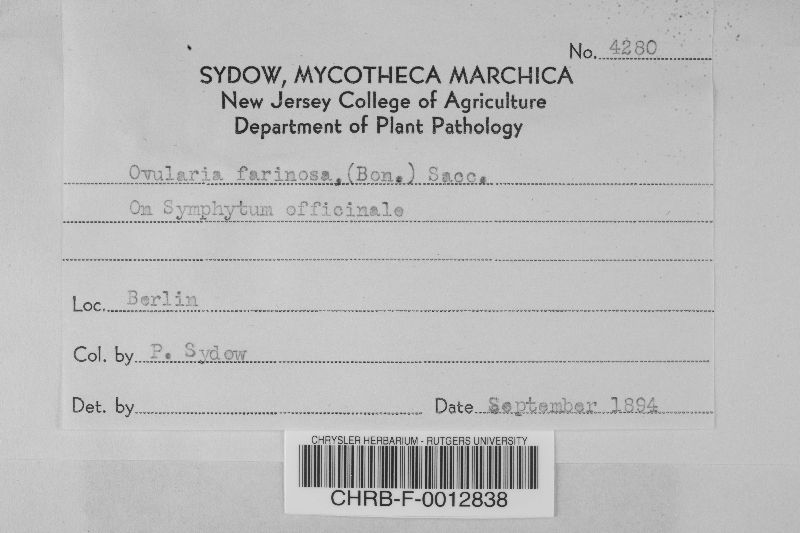 No. 4280
SYDOW, MYCOTHECA MARCHICA
New Jersey College of Agriculture
Department of Plant Pathology
Ovularia farinosa,(Bon.) Sacc.
On Symphytum officinale
Loc. Berlin
Col. by P. Sydow
Det. by
Date September 1894
CHRYSLER HERBARIUM - RUTGERS UNIVERSITY
CHRB-F-0012838